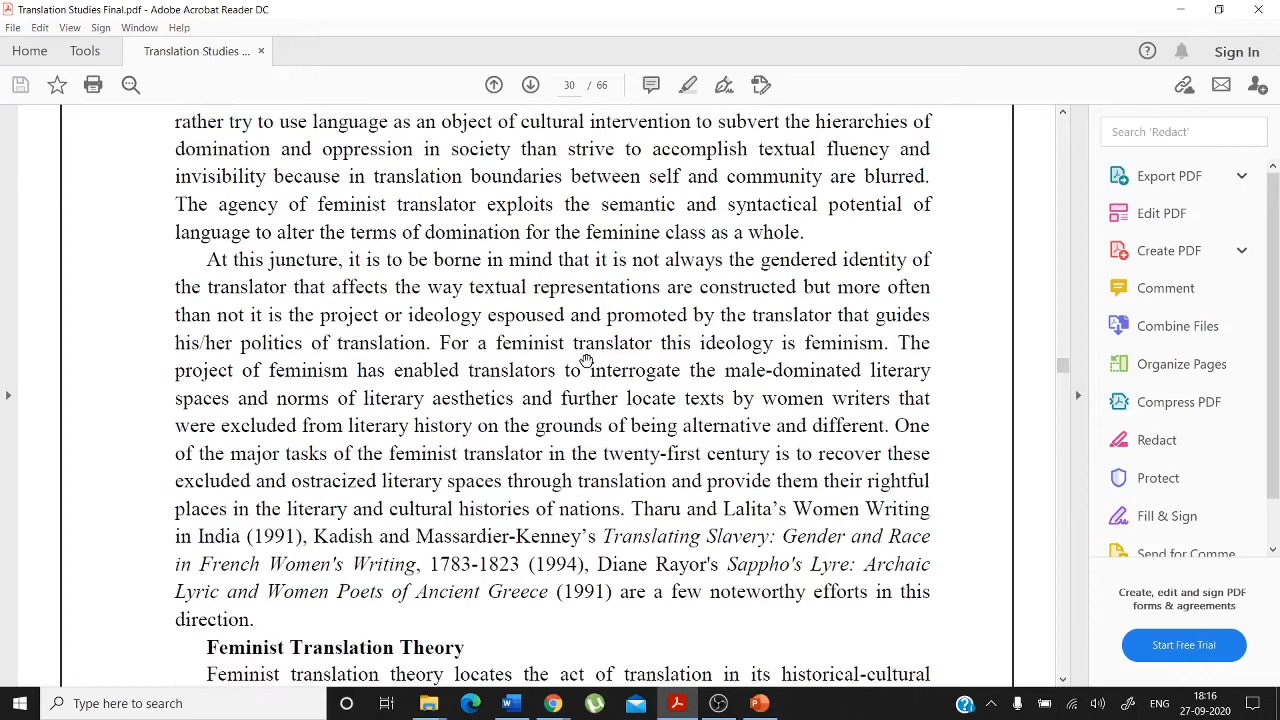 Translation Studies Final.pdf - Adobe Acrobat Reader DC
File Edit View Sign Window Help
Home Tools Translation Studies ... × Sign In
30 / 66
rather try to use language as an object of cultural intervention to subvert the hierarchies of
domination and oppression in society than strive to accomplish textual fluency and
invisibility because in translation boundaries between self and community are blurred.
The agency of feminist translator exploits the semantic and syntactical potential of
language to alter the terms of domination for the feminine class as a whole.
At this juncture, it is to be borne in mind that it is not always the gendered identity of
the translator that affects the way textual representations are constructed but more often
than not it is the project or ideology espoused and promoted by the translator that guides
his/her politics of translation. For a feminist translator this ideology is feminism. The
project of feminism has enabled translators to interrogate the male-dominated literary
spaces and norms of literary aesthetics and further locate texts by women writers that
were excluded from literary history on the grounds of being alternative and different. One
of the major tasks of the feminist translator in the twenty-first century is to recover these
excluded and ostracized literary spaces through translation and provide them their rightful
places in the literary and cultural histories of nations. Tharu and Lalita's Women Writing
in India (1991), Kadish and Massardier-Kenney's Translating Slavery: Gender and Race
in French Women's Writing, 1783-1823 (1994), Diane Rayor's Sappho's Lyre: Archaic
Lyric and Women Poets of Ancient Greece (1991) are a few noteworthy efforts in this
direction.
Feminist Translation Theory
Feminist translation theory locates the act of translation in its historical-cultural
Search 'Redact'
Export PDF
Edit PDF
Create PDF
Comment
Combine Files
Organize Pages
Compress PDF
Redact
Protect
Fill & Sign
Send for Comme
Create, edit and sign PDF
forms & agreements
Start Free Trial
Type here to search
ENG
18:16
27-09-2020